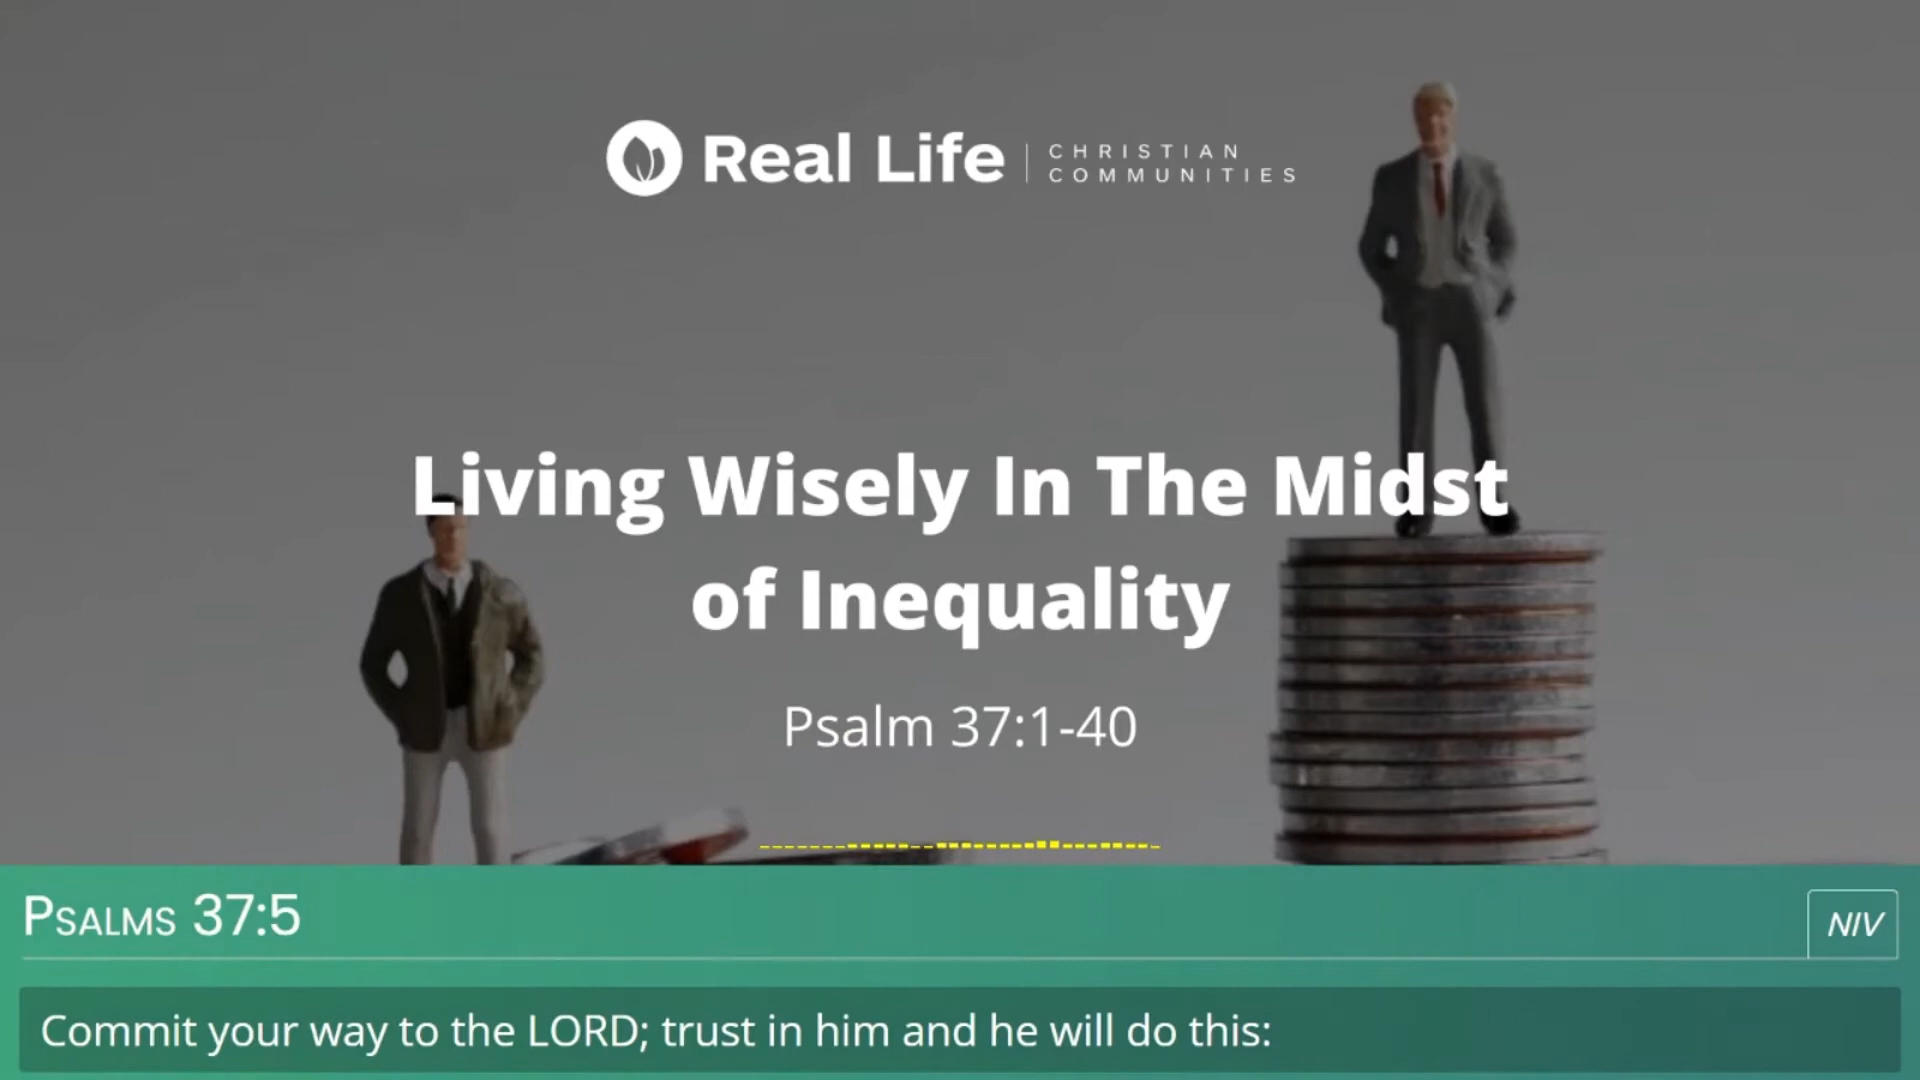 Real Life
CHRISTIAN
COMMUNITIES
Living Wisely In The Midst
of Inequality
Psalm 37:1-40
PSALMS 37:5
NIV
Commit your way to the LORD; trust in him and he will do this: